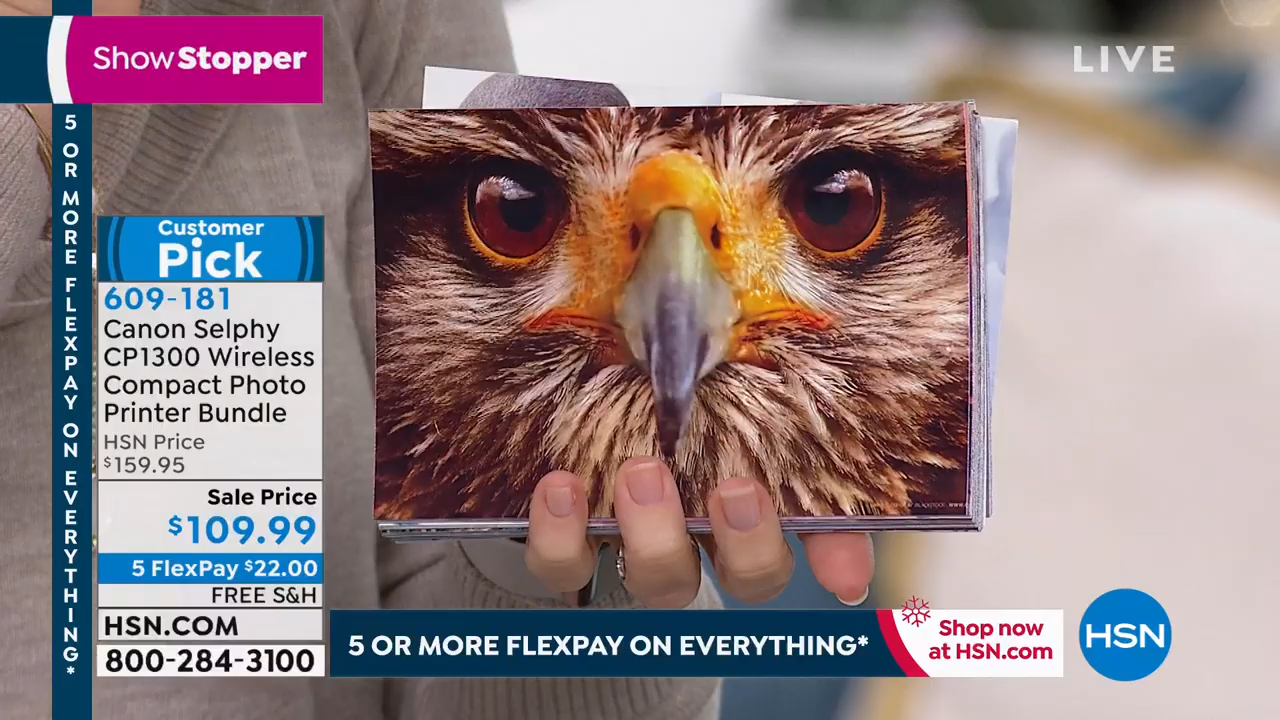 ShowStopper
LIVE
5 OR MORE FLEXPAY ON EVERYTHING*
Customer
Pick
609-181
Canon Selphy
CP1300 Wireless
Compact Photo
Printer Bundle
HSN Price
$159.95
Sale Price
$109.99
5 FlexPay $22.00
FREE S&H
HSN.COM
800-284-3100
5 OR MORE FLEXPAY ON EVERYTHING*
Shop now
at HSN.com
HSN